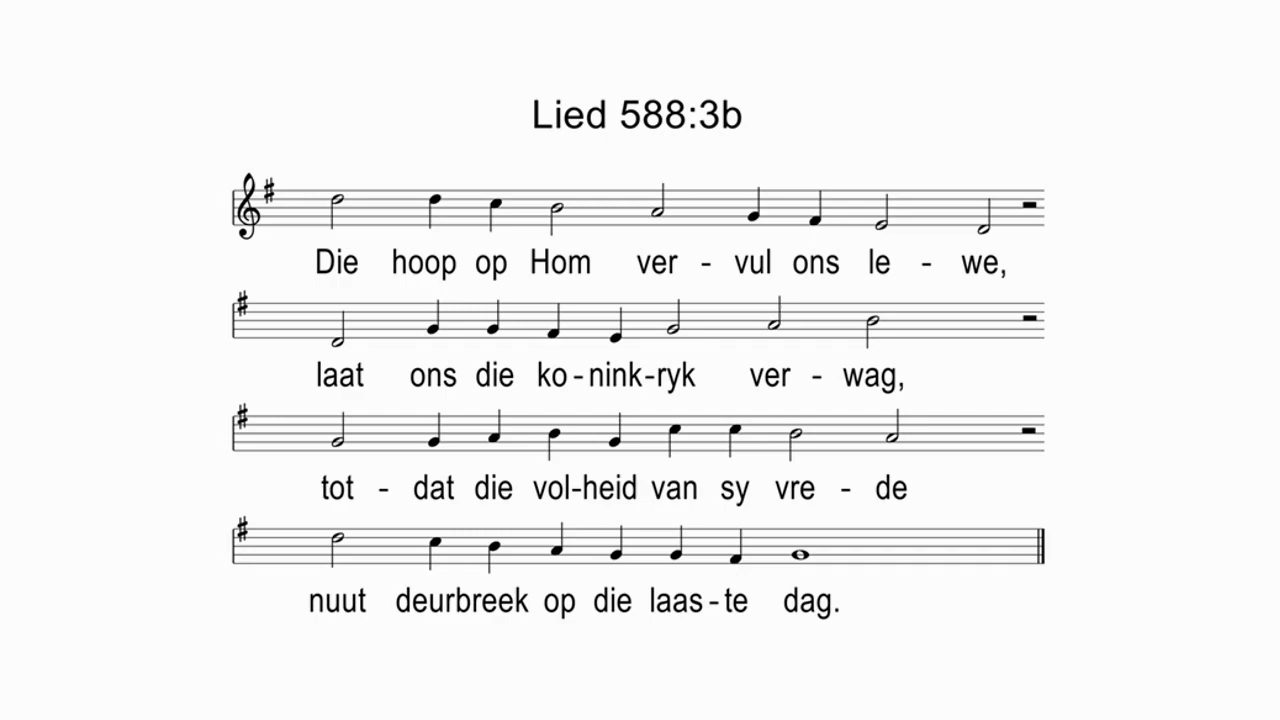 Lied 588:3b
Die hoop op Hom ver - vul ons le - we,
laat ons die ko - nink - ryk ver - wag,
tot - dat die vol - heid van sy vre - de
nuut deurbreek op die laas - te dag.